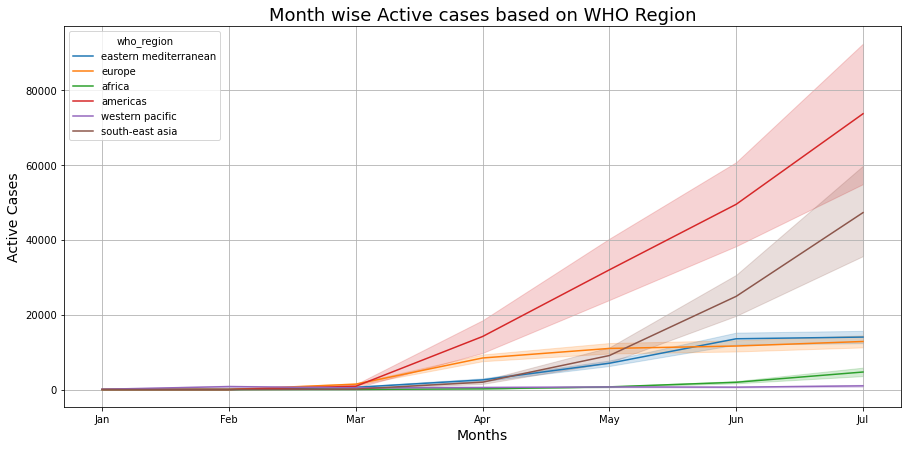 Month wise Active cases based on WHO Region
who_region
eastern mediterranean
europe
africa
americas
western pacific
south-east asia
Active Cases
80000
60000
40000
20000
0
Jan Feb Mar Apr May Jun Jul
Months